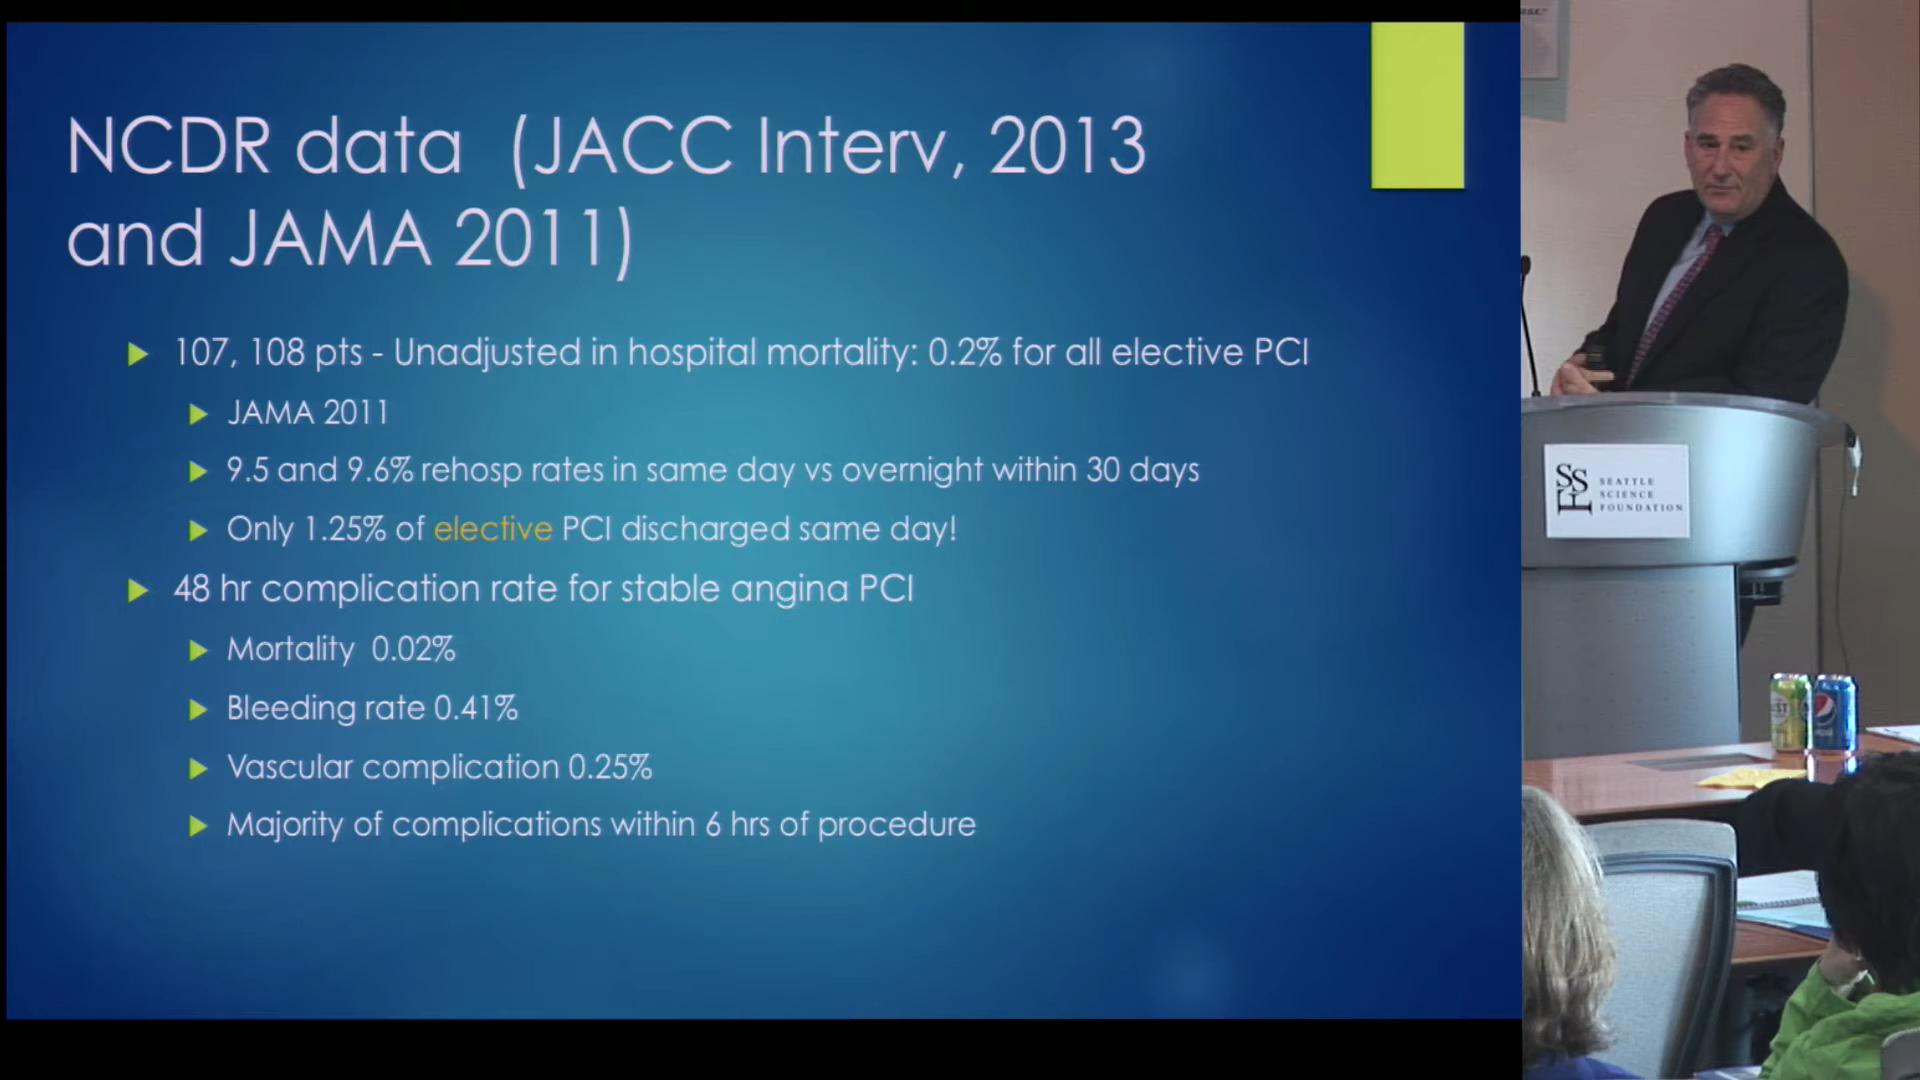 NCDR data (JACC Interv, 2013
and JAMA 2011)
107, 108 pts - Unadjusted in hospital mortality: 0.2% for all elective PCI
JAMA 2011
9.5 and 9.6% rehosp rates in same day vs overnight within 30 days
Only 1.25% of elective PCI discharged same day!
48 hr complication rate for stable angina PCI
Mortality 0.02%
Bleeding rate 0.41%
Vascular complication 0.25%
Majority of complications within 6 hrs of procedure
SSF
SEATTLE
SCIENCE
FOUNDATION
pepsi